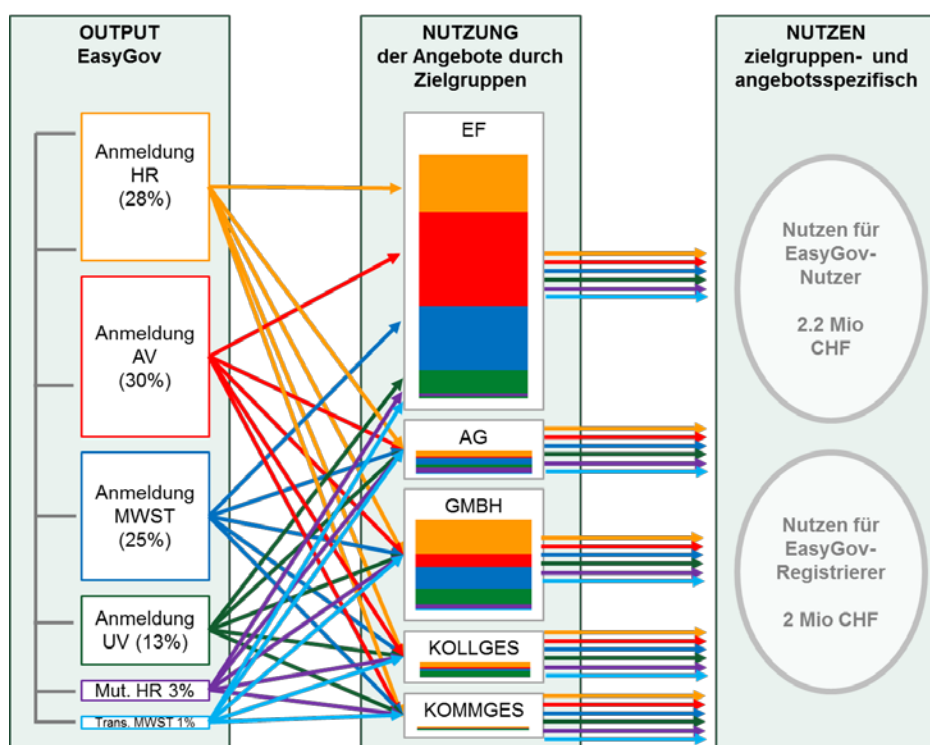 OUTPUT
EasyGov
Anmeldung
HR
(28%)
Anmeldung
AV
(30%)
Anmeldung
MWST
(25%)
Anmeldung
UV (13%)
Mut. HR 3%
Trans. MWST 1%
NUTZUNG
der Angebote durch
Zielgruppen
EF
AG
GMBH
KOLLGES
KOMMGES
NUTZEN
zielgruppen- und
angebotsspezifisch
Nutzen für
EasyGov-
Nutzer
2.2 Mio
CHF
Nutzen für
EasyGov-
Registrierer
2 Mio CHF